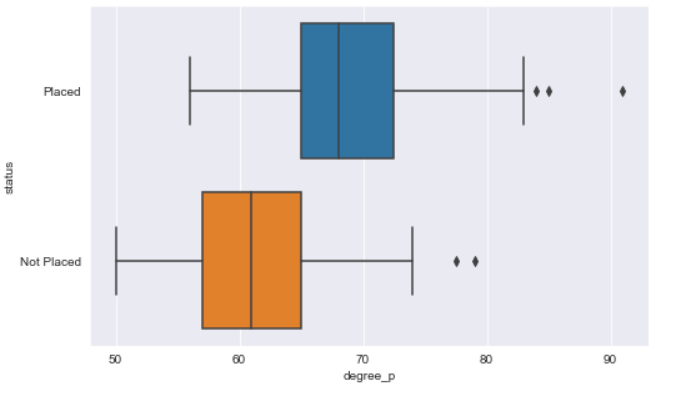 Placed
status
Not Placed
50 60 70 80 90
degree_p